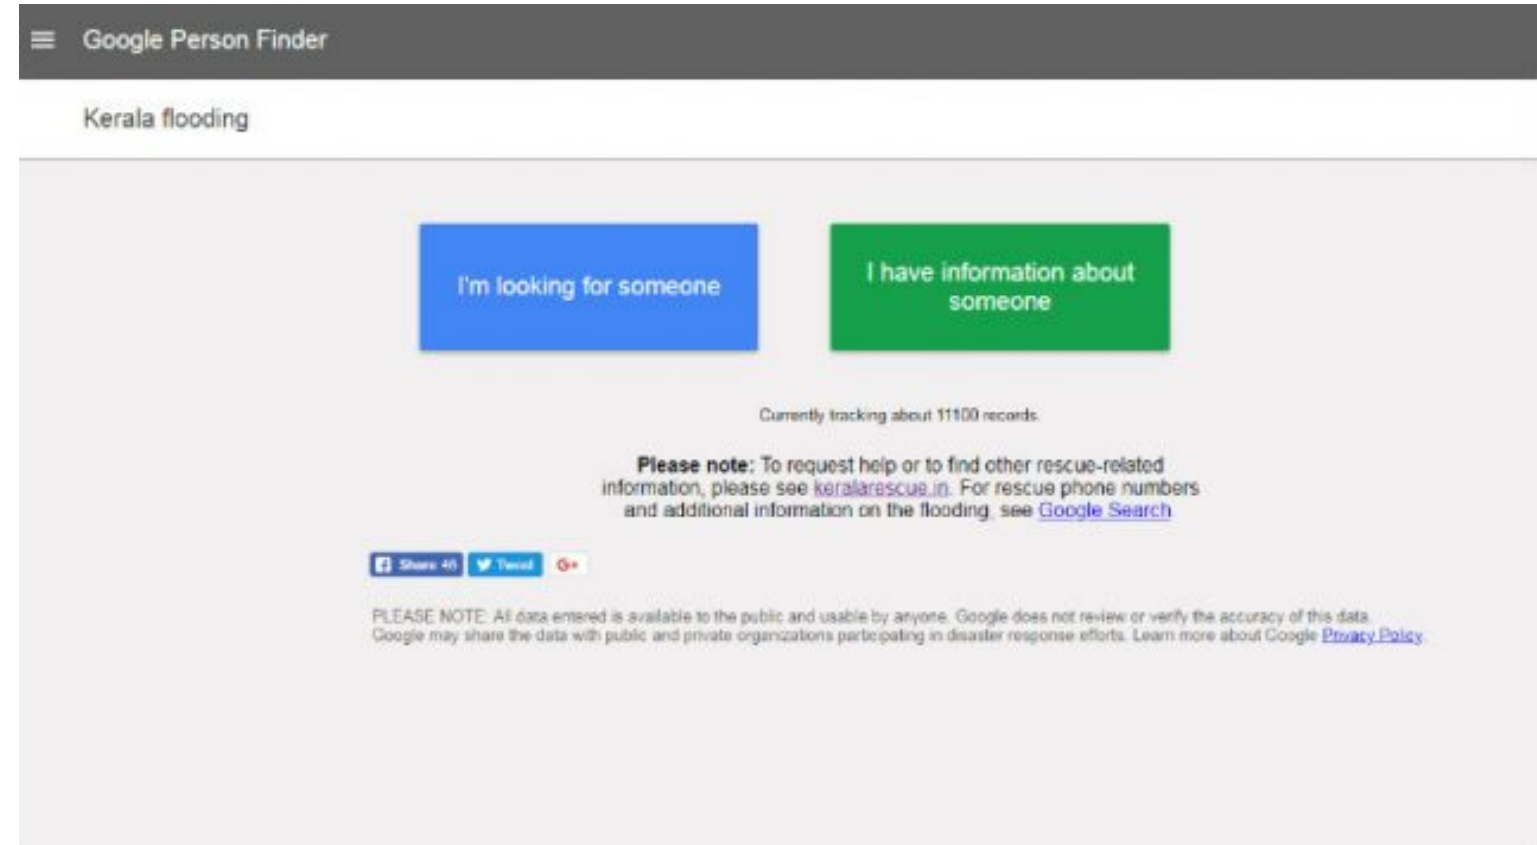 Google Person Finder
Kerala flooding
I'm looking for someone
I have information about
someone
Currently tracking about 11100 records.
Please note: To request help or to find other rescue-related
information, please see keralarescue.in. For rescue phone numbers
and additional information on the flooding, see Google Search
Share 46 Tweet G+
PLEASE NOTE: All data entered is available to the public and usable by anyone. Google does not review or verify the accuracy of this data.
Google may share the data with public and private organizations participating in disaster response efforts. Learn more about Google Privacy Policy.